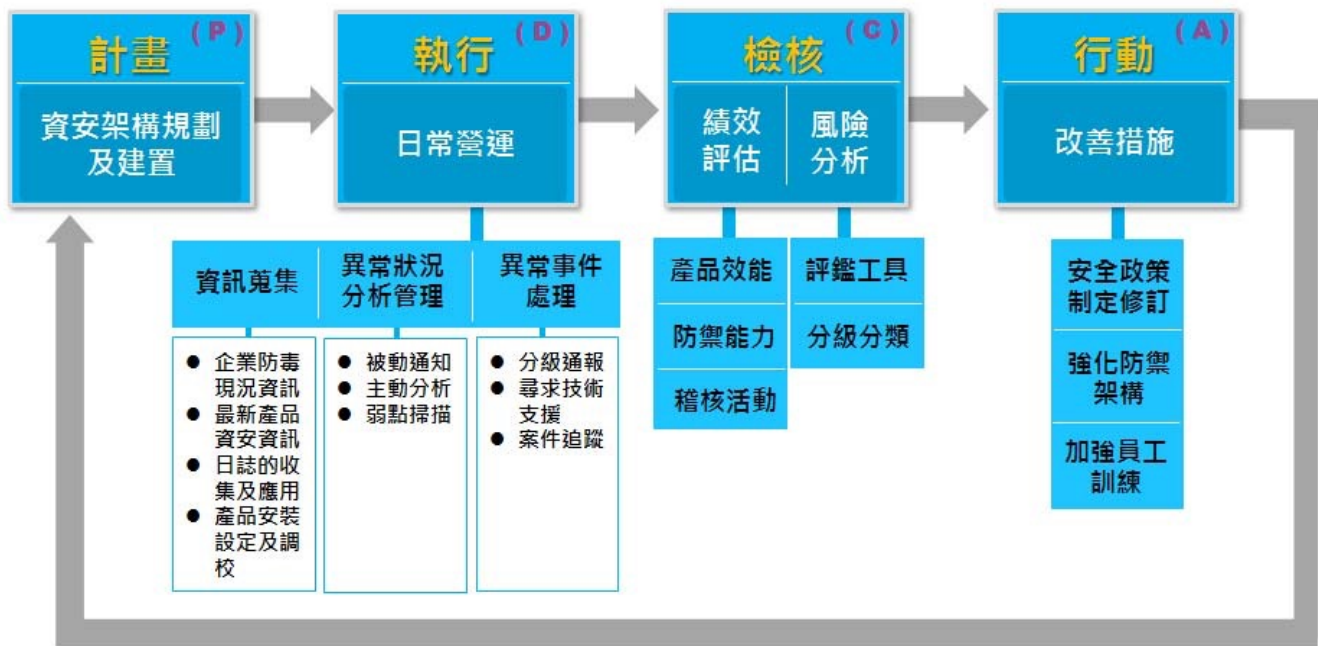 計畫 (P)
資安架構規劃
及建置
執行 (D)
日常營運
檢核 (C)
績效
評估
風險
分析
行動 (A)
改善措施
資訊蒐集
異常狀況
分析管理
異常事件
處理
● 企業防毒
現況資訊
● 最新產品
資安資訊
● 日誌的收
集及應用
● 產品安裝
設定及調
校
● 被動通知
● 主動分析
● 弱點掃描
● 分級通報
● 尋求技術
支援
● 案件追蹤
產品效能
防禦能力
稽核活動
評鑑工具
分級分類
安全政策
制定修訂
強化防禦
架構
加強員工
訓練